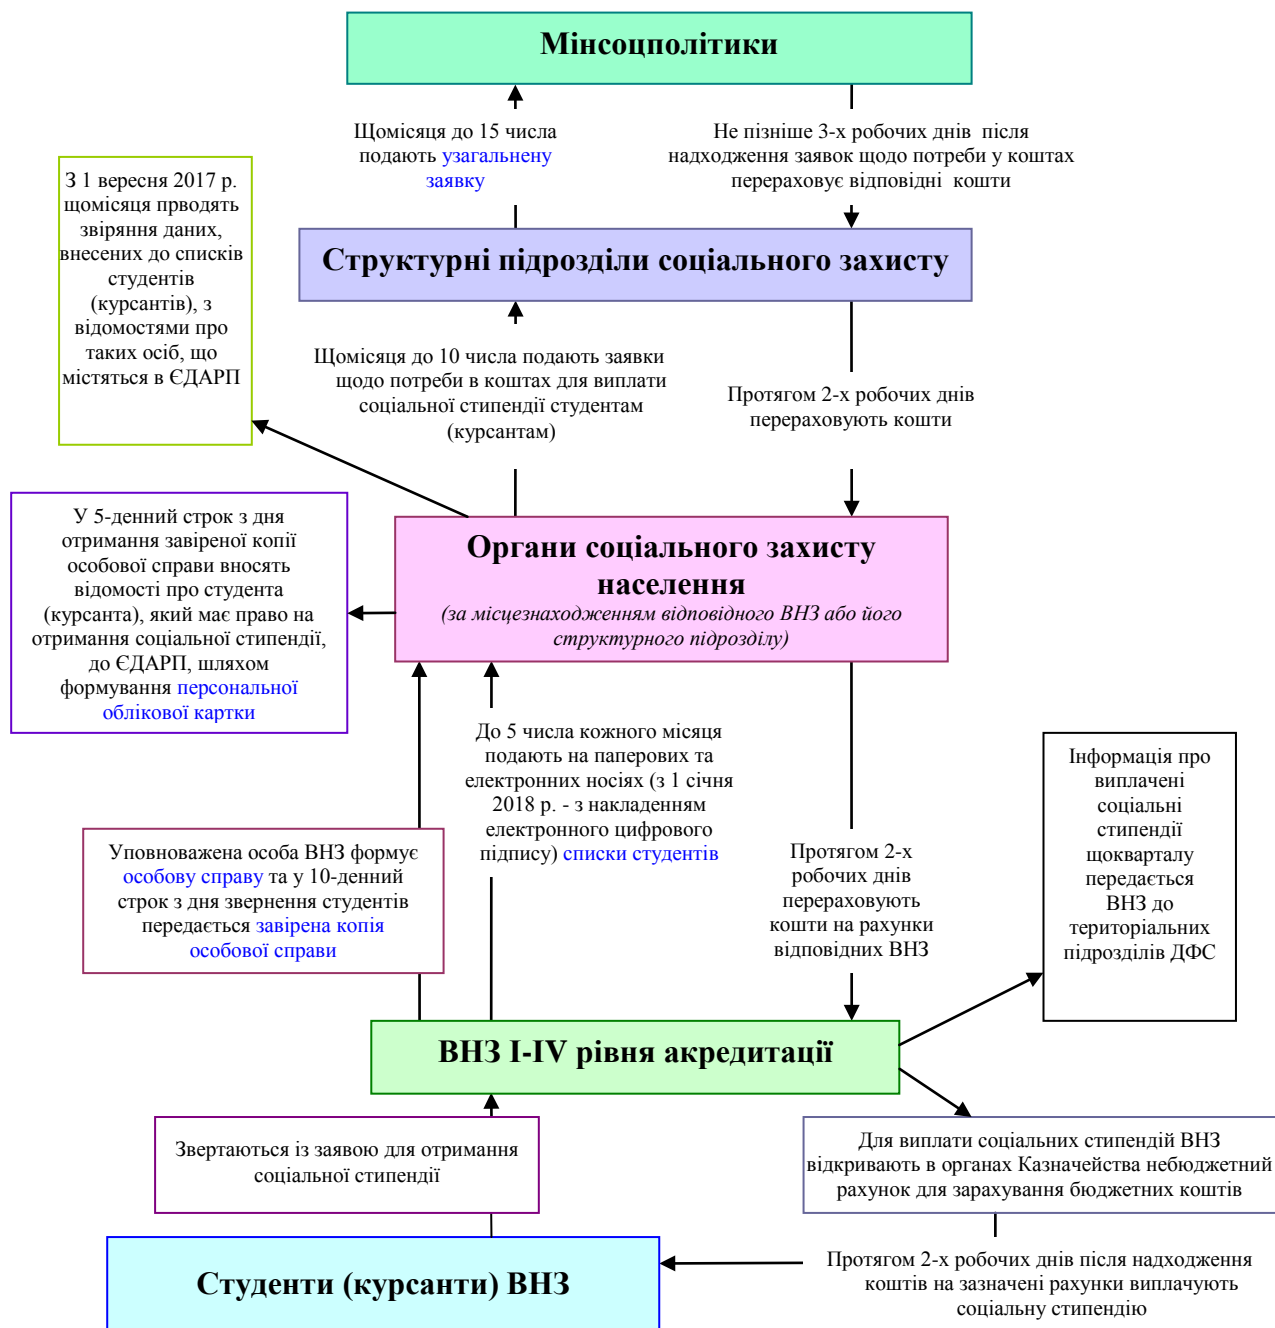 Мінсоцполітики
Щомісяця до 15 числа
подають узагальнену
заявку
Не пізніше 3-х робочих днів після
надходження заявок щодо потреби у коштах
перераховує відповідні кошти
З 1 вересня 2017 р.
щомісяця прводять
звіряння даних,
внесених до списків
студентів
(курсантів), з
відомостями про
таких осіб, що
містяться в ЄДАРП
Структурні підрозділи соціального захисту
Щомісяця до 10 числа подають заявки
щодо потреби в коштах для виплати
соціальної стипендії студентам
(курсантам)
Протягом 2-х робочих днів
перераховують кошти
У 5-денний строк з дня
отримання завіреної копії
особової справи вносять
відомості про студента
(курсанта), який має право на
отримання соціальної стипендії,
до ЄДАРП, шляхом
формування персональної
облікової картки
Органи соціального захисту
населення
(за місцезнаходженням відповідного ВНЗ або його
структурного підрозділу)
До 5 числа кожного місяця
подають на паперових та
електронних носіях (з 1 січня
2018 р. - з накладенням
електронного цифрового
підпису) списки студентів
Інформація про
виплачені
соціальні
стипендії
щокварталу
передається
ВНЗ до
територіальних
підрозділів ДФС
Уповноважена особа ВНЗ формує
особову справу та у 10-денний
строк з дня звернення студентів
передається завірена копія
особової справи
Протягом 2-х
робочих днів
перераховують
кошти на рахунки
відповідних ВНЗ
ВНЗ І-ІV рівня акредитації
Звертаються із заявою для отримання
соціальної стипендії
Для виплати соціальних стипендій ВНЗ
відкривають в органах Казначейства небюджетний
рахунок для зарахування бюджетних коштів
Студенти (курсанти) ВНЗ
Протягом 2-х робочих днів після надходження
коштів на зазначені рахунки виплачують
соціальну стипендію